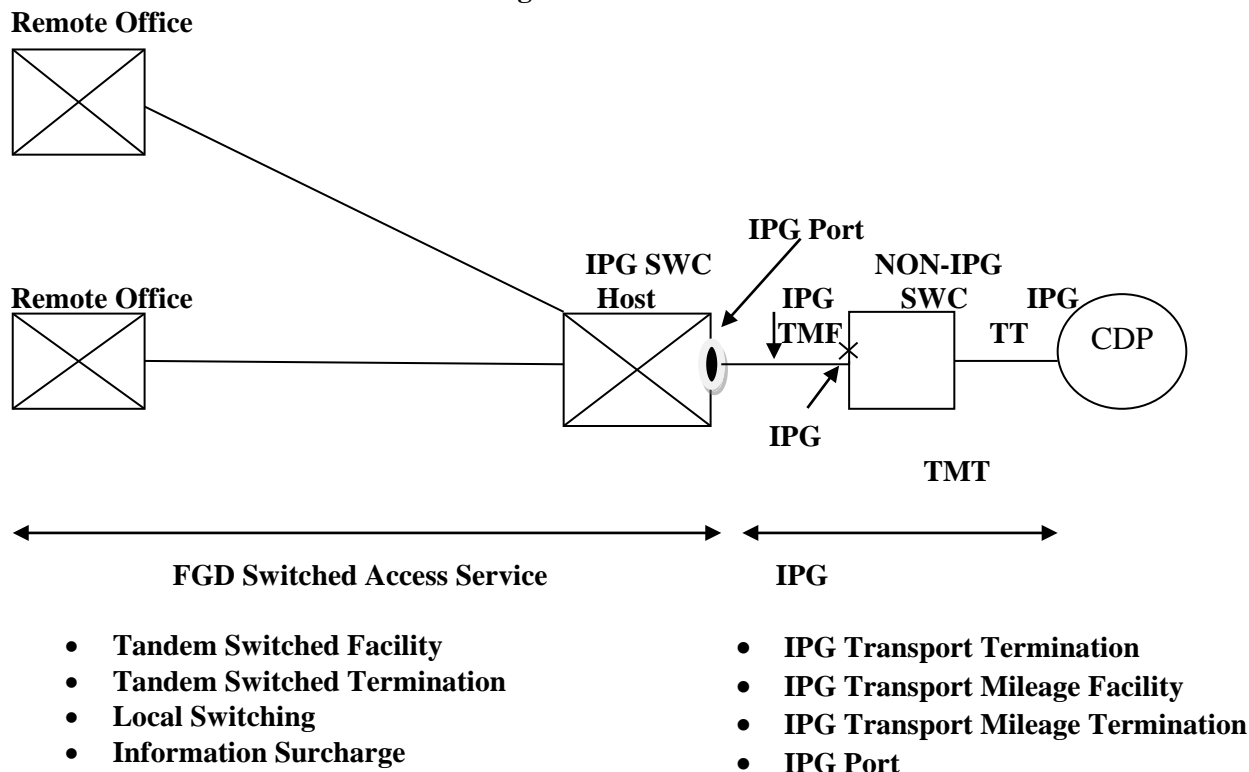 Remote Office
IPG Port
IPG SWC
Host
NON-IPG
SWC
Remote Office
IPG
TMF
IPG
TT
CDP
IPG
TMT
FGD Switched Access Service
IPG
• Tandem Switched Facility
• Tandem Switched Termination
• Local Switching
• Information Surcharge
• IPG Transport Termination
• IPG Transport Mileage Facility
• IPG Transport Mileage Termination
• IPG Port